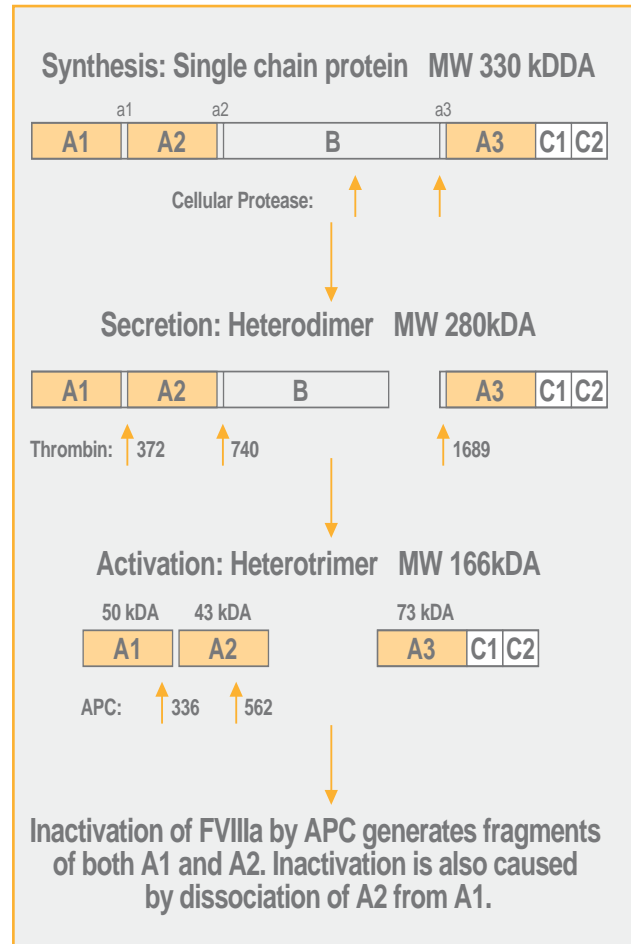 Synthesis: Single chain protein MW 330 kDDA
a1 a2 a3
A1 A2 B A3 C1 C2
Cellular Protease:
Secretion: Heterodimer MW 280kDA
A1 A2 B A3 C1 C2
Thrombin: 372 740 1689
Activation: Heterotrimer MW 166kDA
50 kDA 43 kDA 73 kDA
A1 A2 A3 C1 C2
APC: 336 562
Inactivation of FVIIIa by APC generates fragments
of both A1 and A2. Inactivation is also caused
by dissociation of A2 from A1.